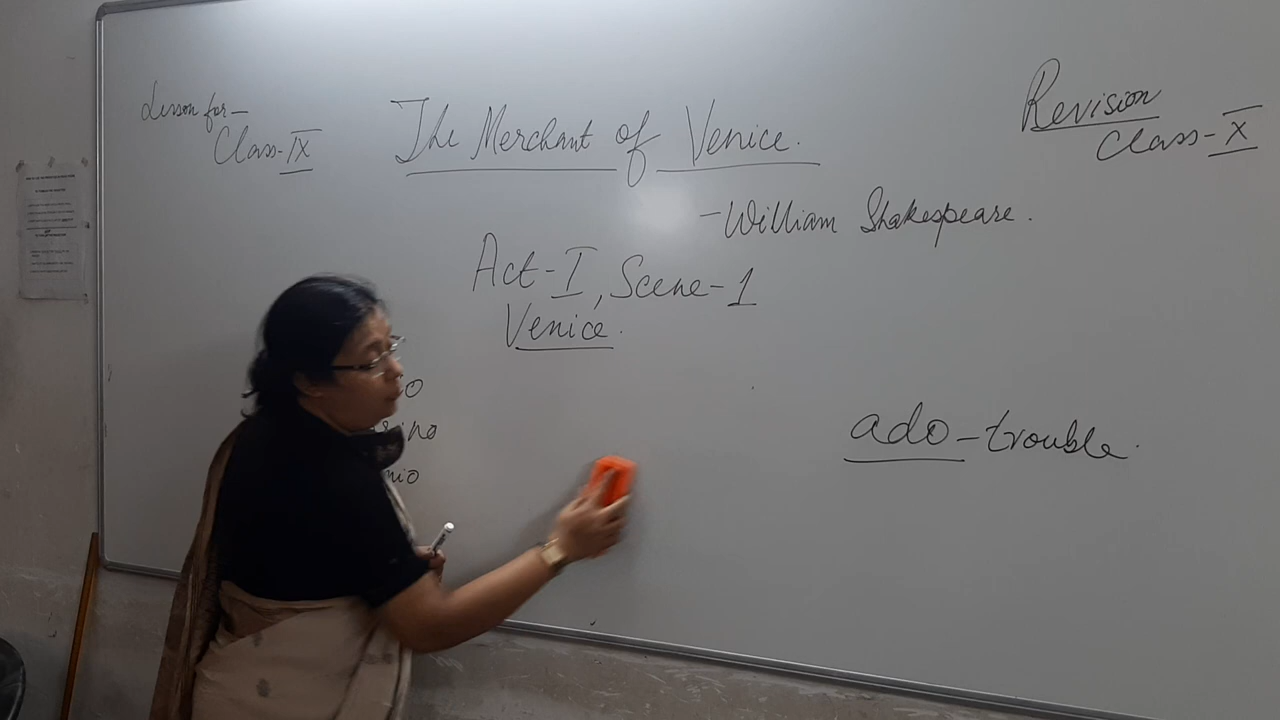 Lesson for-
Class-IX
The Merchant of Venice.
Revision
Class-X
-William Shakespeare.
Act-I, Scene-1
Venice.
ado-trouble.